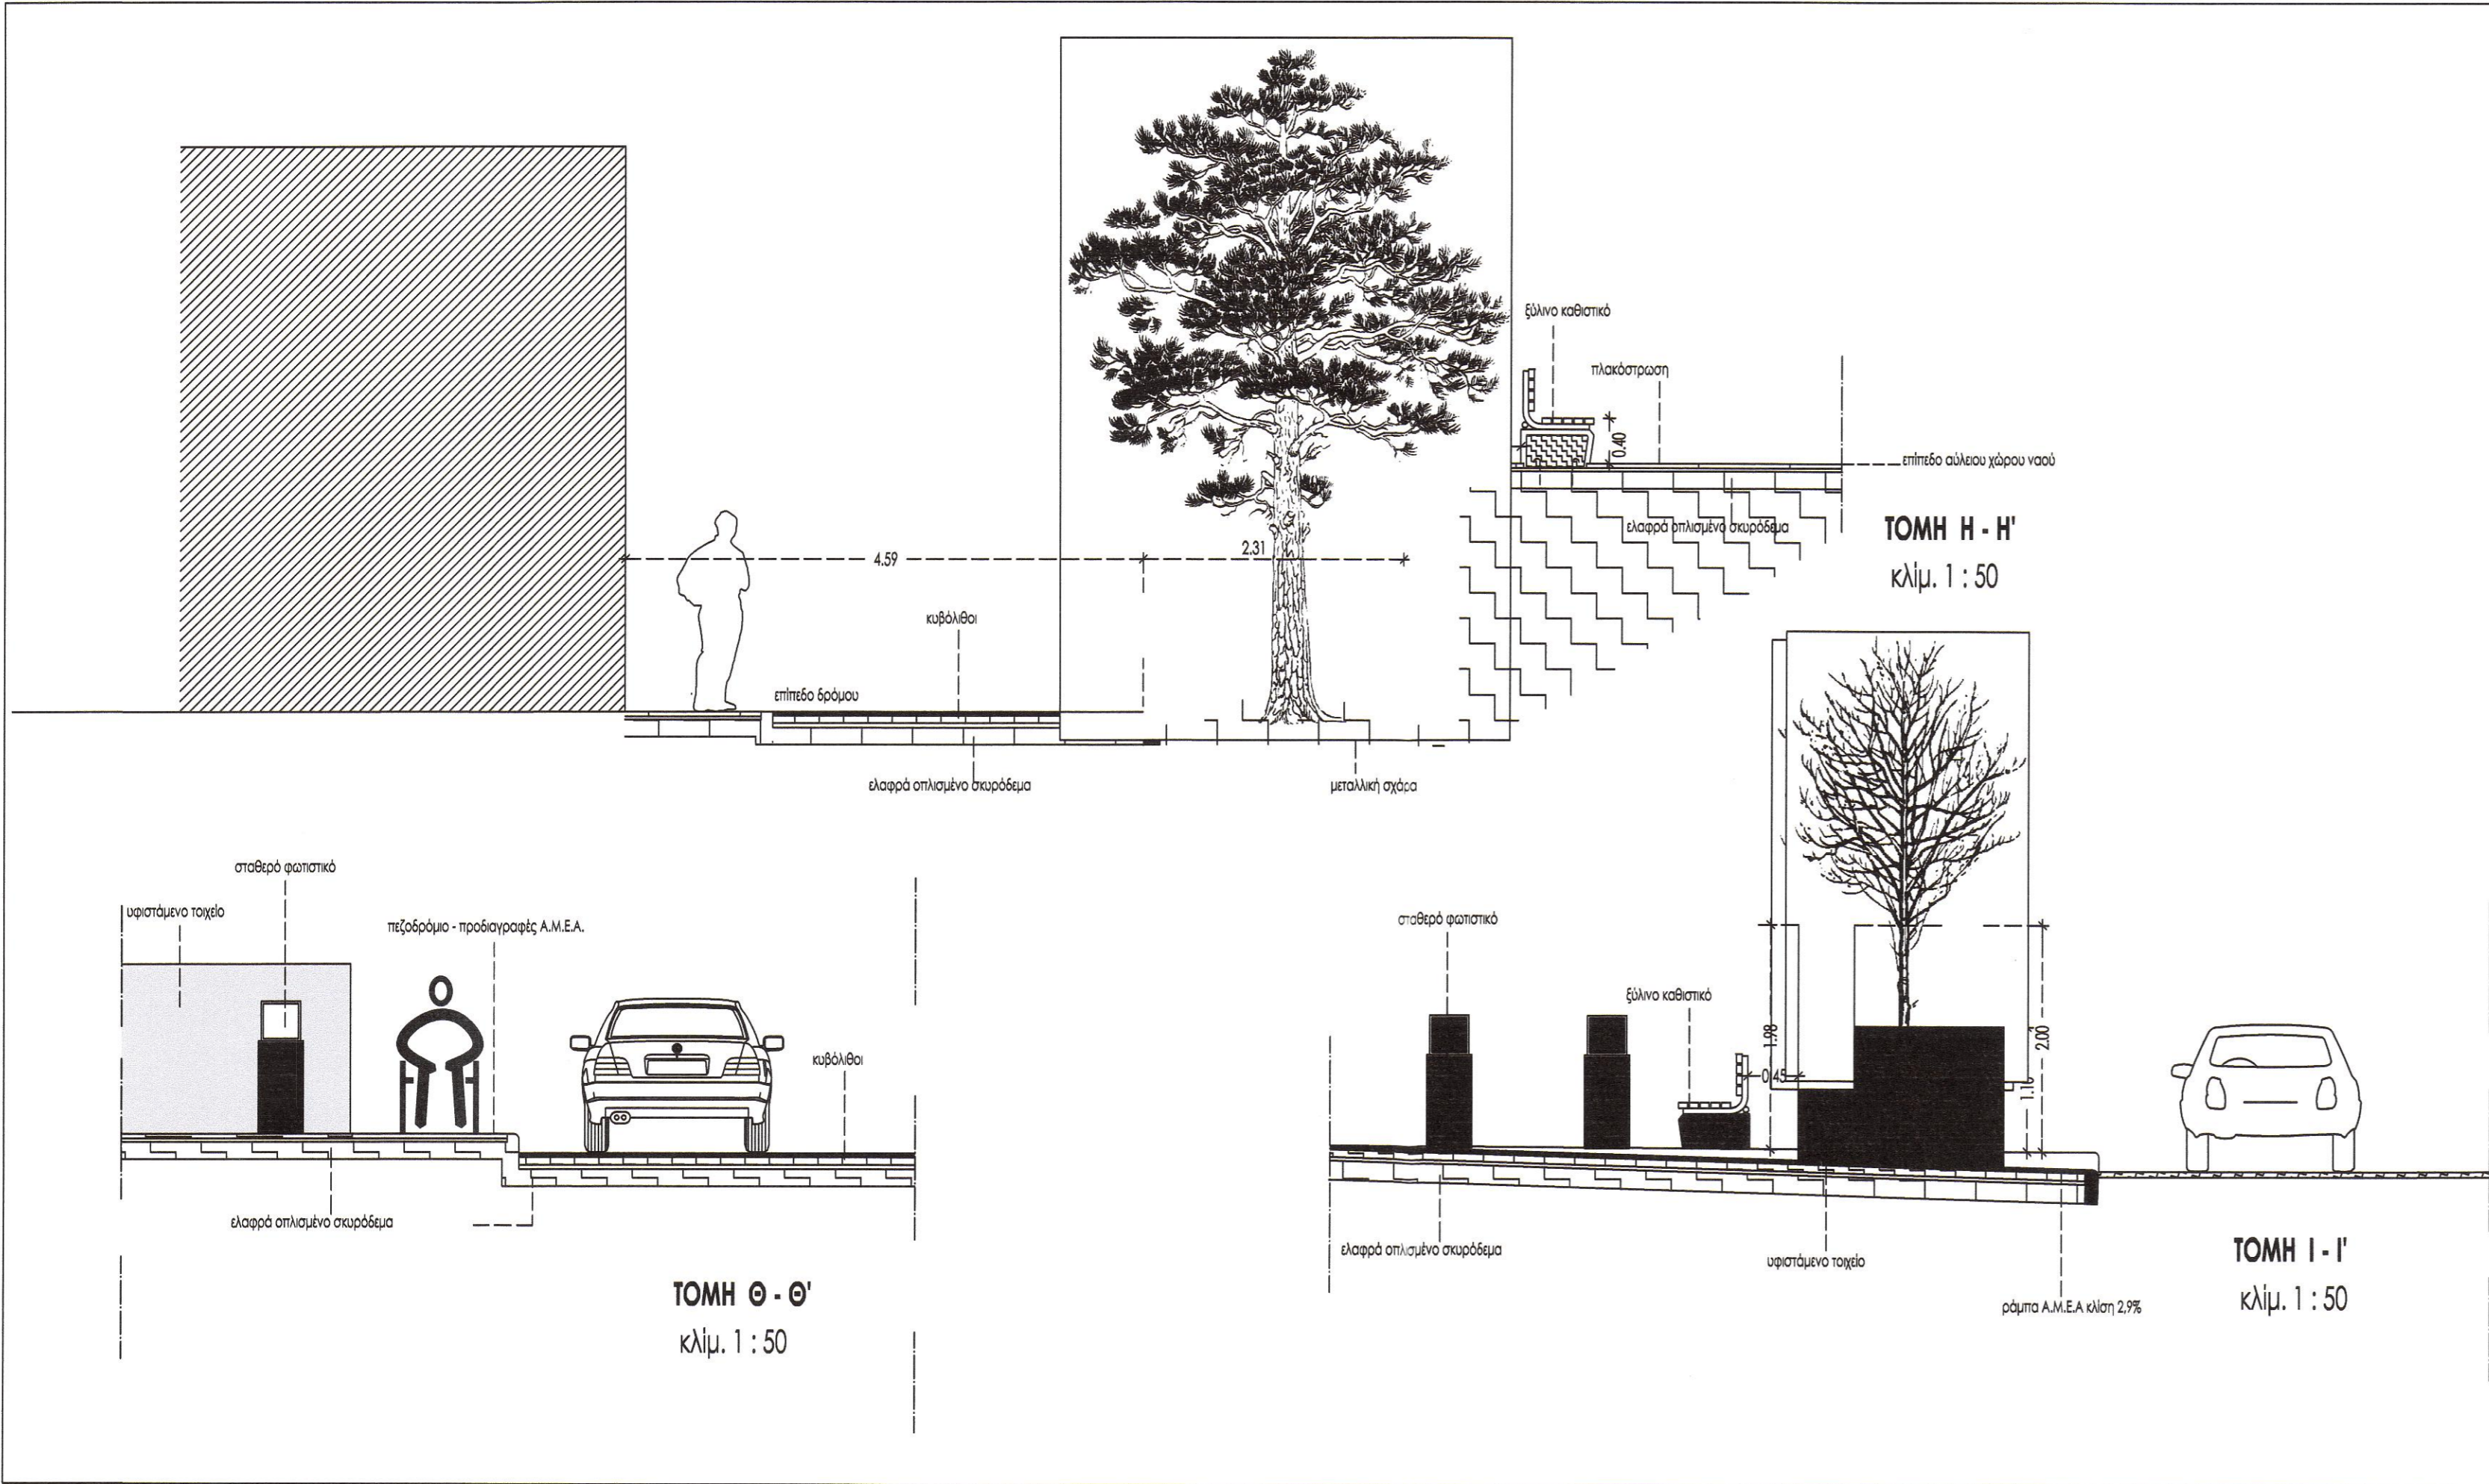 ξύλινο καθιστικό
πλακόστρωση
0.40
επίπεδο αύλειου χώρου ναού
ελαφρά οπλισμένο σκυρόδεμα
ΤΟΜΗ Η - Η'
κλίμ. 1 : 50
4.59
2.31
κυβόλιθοι
επίπεδο δρόμου
ελαφρά οπλισμένο σκυρόδεμα
μεταλλική σχάρα
σταθερό φωτιστικό
υφιστάμενο τοιχείο
πεζοδρόμιο - προδιαγραφές Α.Μ.Ε.Α.
κυβόλιθοι
ελαφρά οπλισμένο σκυρόδεμα
ΤΟΜΗ Θ - Θ'
κλίμ. 1 : 50
σταθερό φωτιστικό
ξύλινο καθιστικό
1.98
0.45
2.00
1.10
ελαφρά οπλισμένο σκυρόδεμα
υφιστάμενο τοιχείο
ράμπα Α.Μ.Ε.Α κλίση 2,9%
ΤΟΜΗ Ι - Ι'
κλίμ. 1 : 50